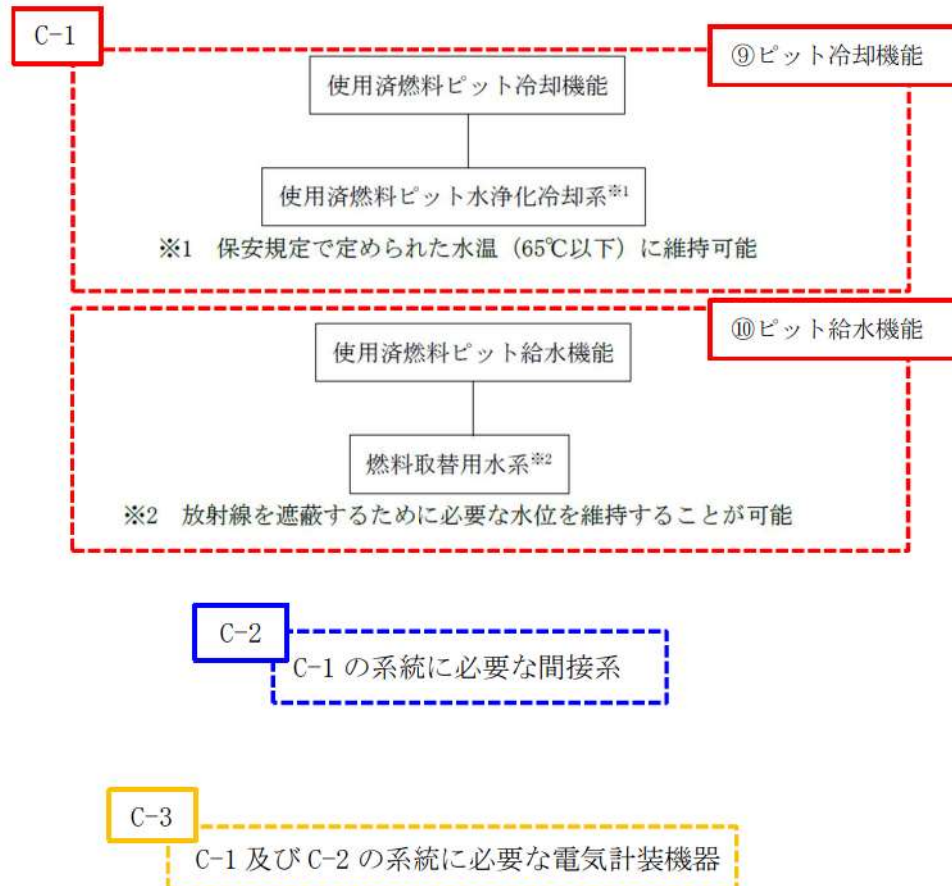 C-1
⑨ピット冷却機能
使用済燃料ピット冷却機能
使用済燃料ピット水浄化冷却系※1
※1 保安規定で定められた水温（65℃以下）に維持可能
⑩ピット給水機能
使用済燃料ピット給水機能
燃料取替用水系※2
※2 放射線を遮蔽するために必要な水位を維持することが可能
C-2
C-1 の系統に必要な間接系
C-3
C-1 及び C-2 の系統に必要な電気計装機器